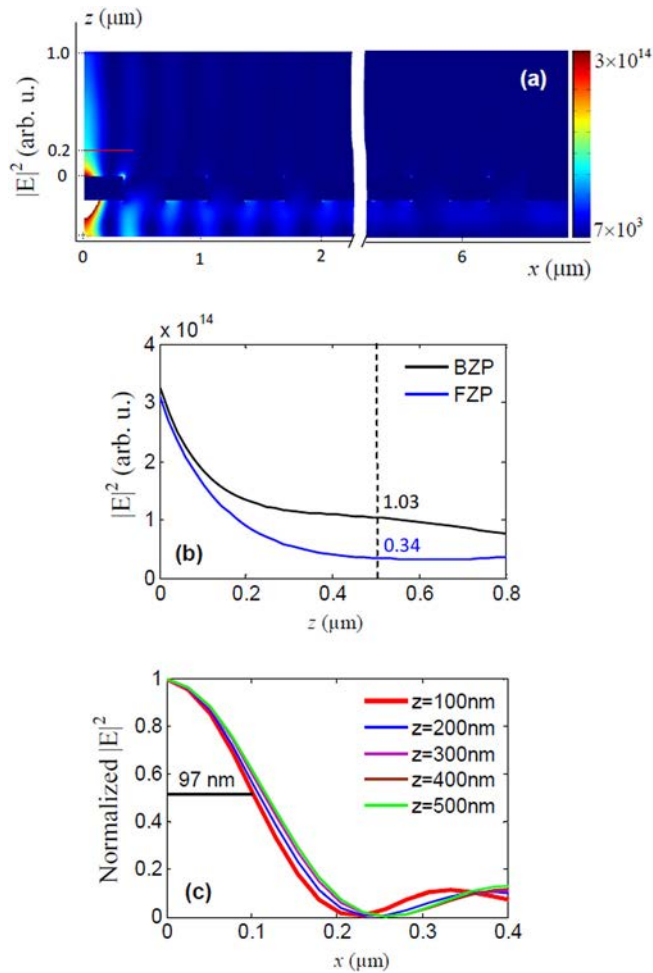 z (μm)
1.0
3×10¹⁴
(a)
|E|² (arb. u.)
0.2
0
7×10³
0
1
2
6
x (μm)
× 10¹⁴
4
BZP
FZP
3
|E|² (arb. u.)
2
1.03
1
0.34
(b)
0
0
0.2
0.4
0.6
0.8
z (μm)
1
z=100nm
0.8
z=200nm
z=300nm
Normalized |E|²
0.6
97 nm
z=400nm
z=500nm
0.4
0.2
(c)
0
0
0.1
0.2
0.3
0.4
x (μm)